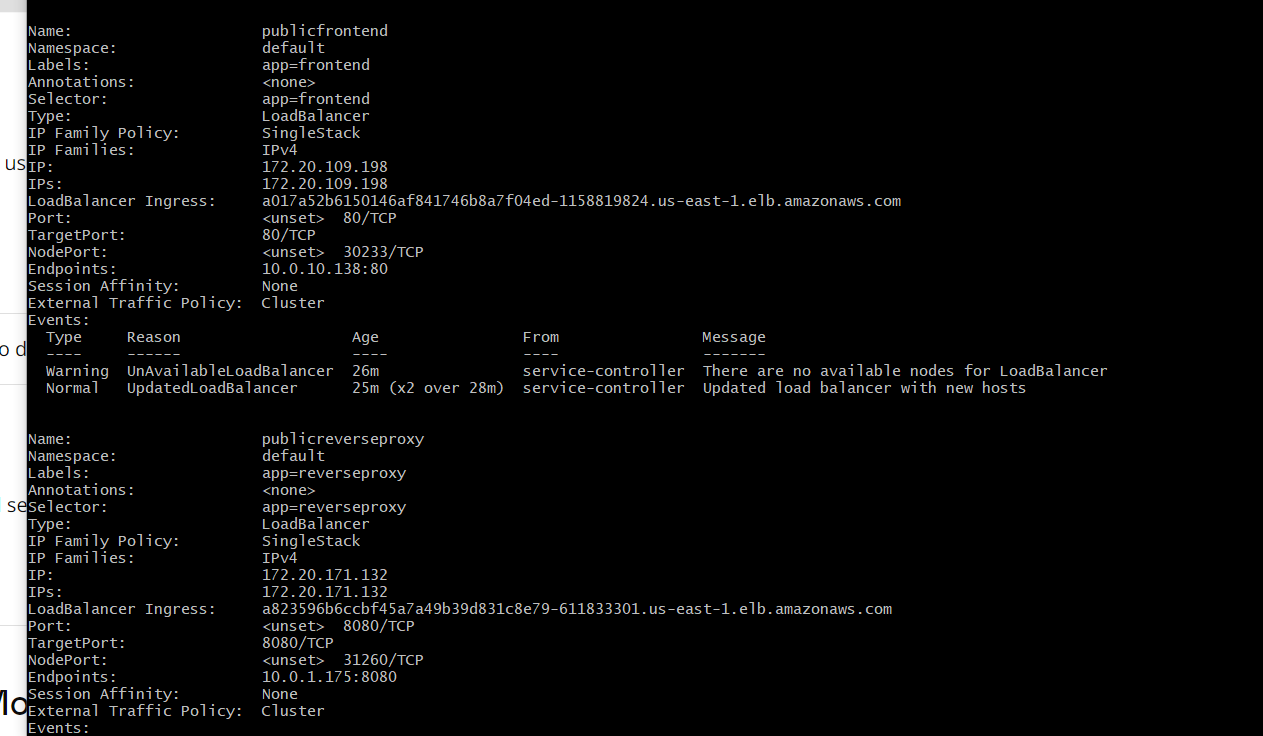 Name:                     publicfrontend
Namespace:                default
Labels:                   app=frontend
Annotations:              <none>
Selector:                 app=frontend
Type:                     LoadBalancer
IP Family Policy:         SingleStack
IP Families:              IPv4
us
IP:                       172.20.109.198
IPs:                      172.20.109.198
LoadBalancer Ingress:     a017a52b6150146af841746b8a7f04ed-1158819824.us-east-1.elb.amazonaws.com
Port:                     <unset>  80/TCP
TargetPort:               80/TCP
NodePort:                 <unset>  30233/TCP
Endpoints:                10.0.10.138:80
Session Affinity:         None
External Traffic Policy:  Cluster
Events:
  Type     Reason                   Age                 From                Message
o d
  ----     ------                   ----                ----                -------
  Warning  UnAvailableLoadBalancer  26m                 service-controller  There are no available nodes for LoadBalancer
  Normal   UpdatedLoadBalancer      25m (x2 over 28m)  service-controller  Updated load balancer with new hosts
Name:                     publicreverseproxy
Namespace:                default
Labels:                   app=reverseproxy
Annotations:              <none>
se
Selector:                 app=reverseproxy
Type:                     LoadBalancer
IP Family Policy:         SingleStack
IP Families:              IPv4
IP:                       172.20.171.132
IPs:                      172.20.171.132
LoadBalancer Ingress:     a823596b6ccbf45a7a49b39d831c8e79-611833301.us-east-1.elb.amazonaws.com
Port:                     <unset>  8080/TCP
TargetPort:               8080/TCP
NodePort:                 <unset>  31260/TCP
Endpoints:                10.0.1.175:8080
Session Affinity:         None
Mo
External Traffic Policy:  Cluster
Events: